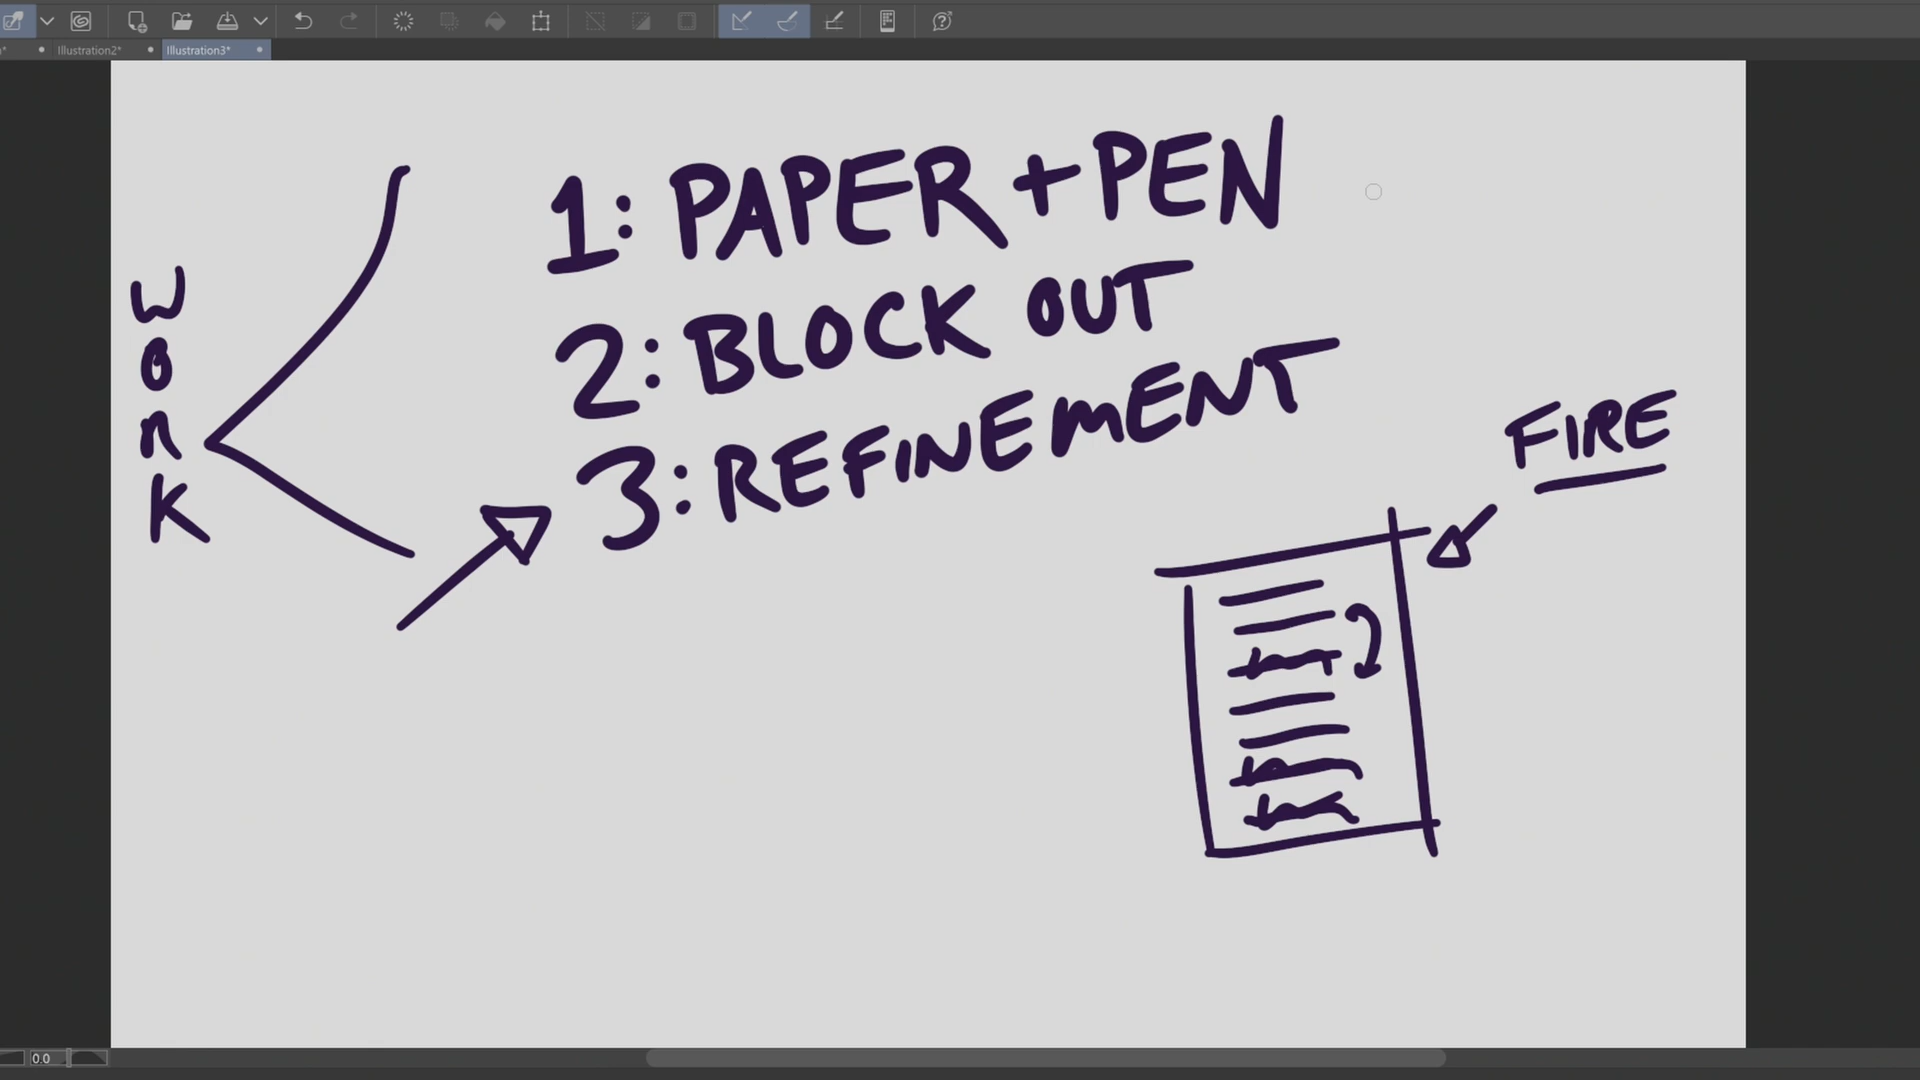 Illustration2*
Illustration3*
WORK
1: PAPER + PEN
2: BLOCK OUT
3: REFINEMENT
FIRE
0.0